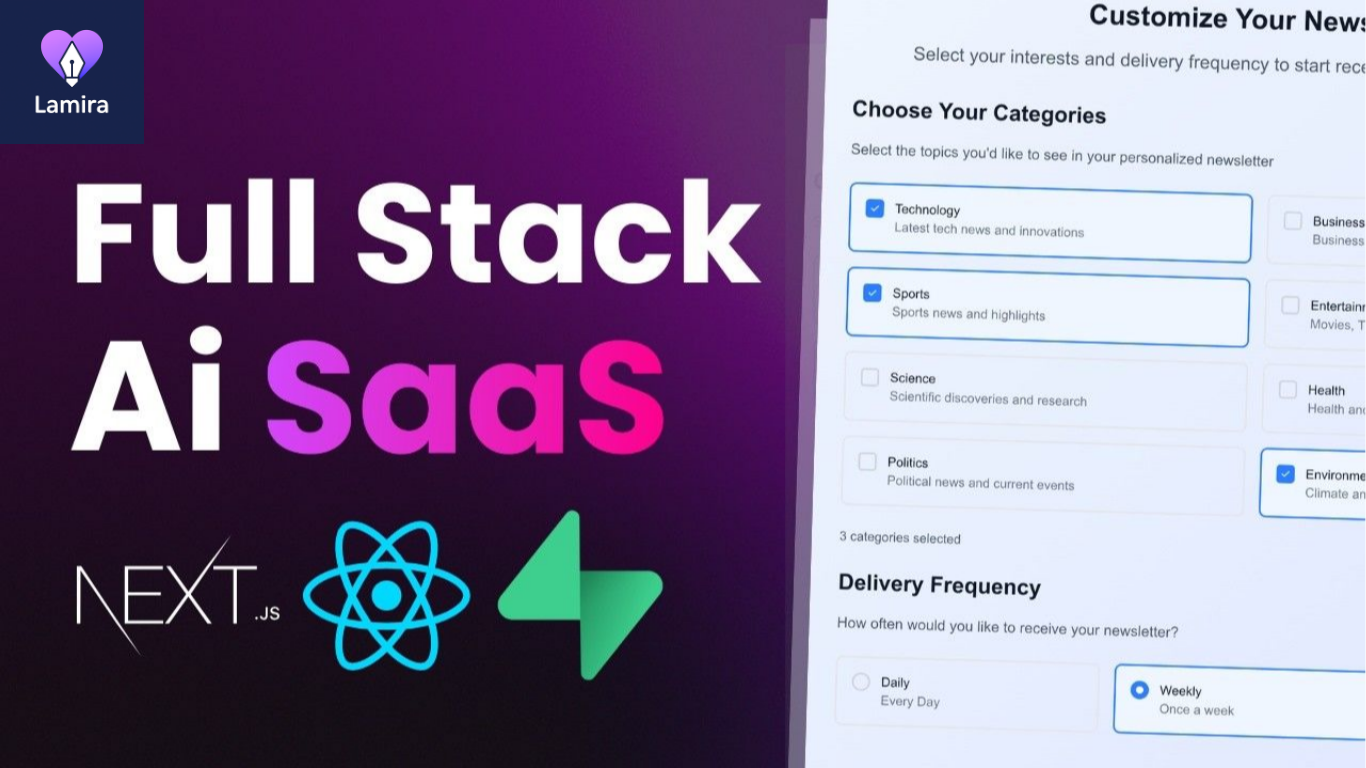 Lamira
Full Stack
Ai SaaS
NEXT.JS
Customize Your News
Select your interests and delivery frequency to start rece
Choose Your Categories
Select the topics you'd like to see in your personalized newsletter
Technology
Latest tech news and innovations
Business
Business
Sports
Sports news and highlights
Entertainm
Movies, T
Science
Scientific discoveries and research
Health
Health and
Politics
Political news and current events
Environme
Climate an
3 categories selected
Delivery Frequency
How often would you like to receive your newsletter?
Daily
Every Day
Weekly
Once a week